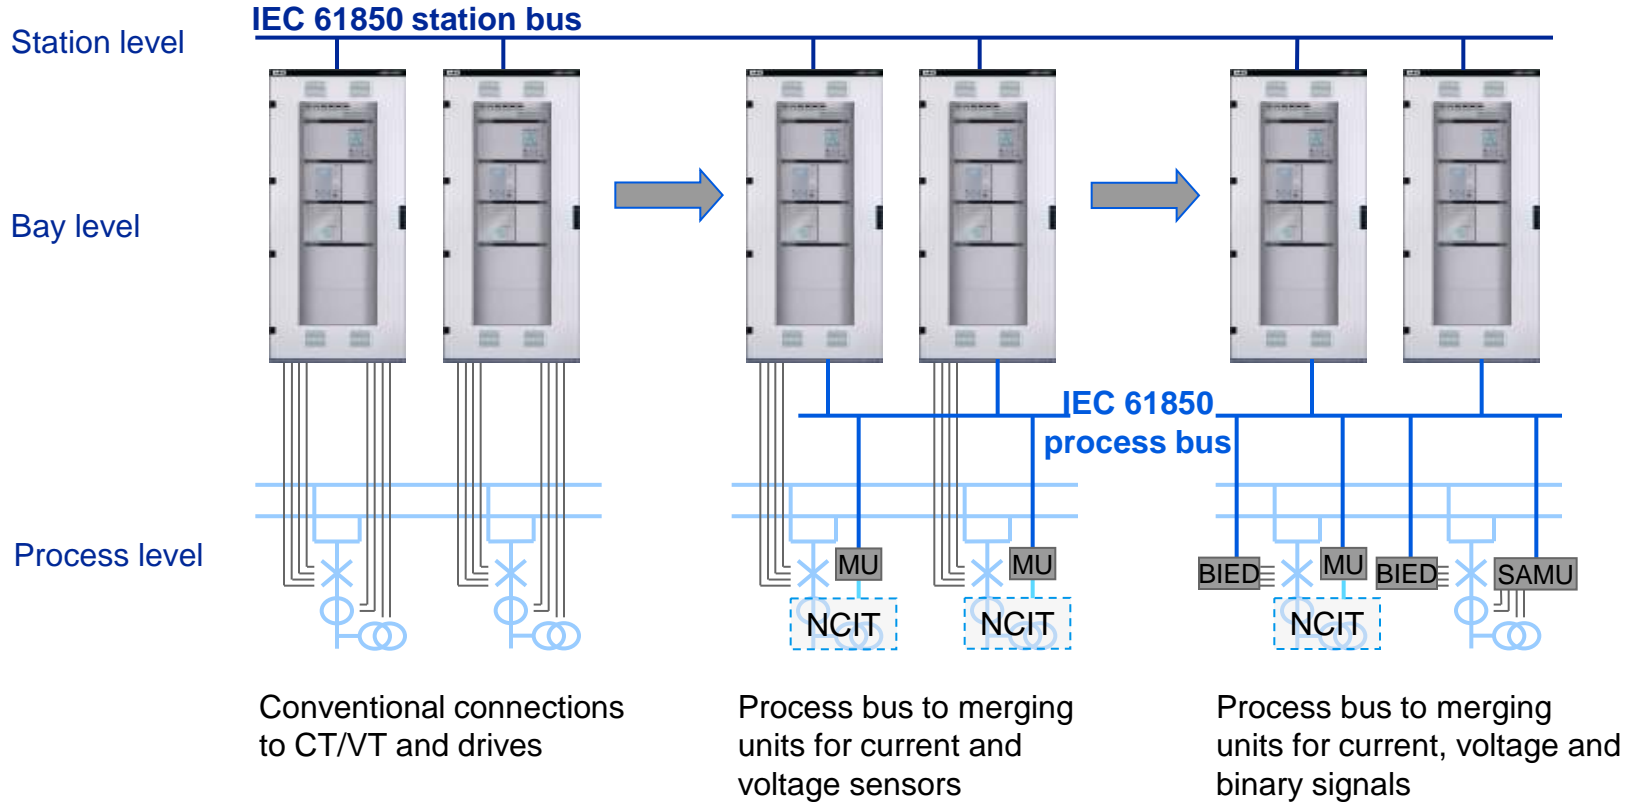 IEC 61850 station bus
Station level
Bay level
IEC 61850
process bus
Process level
MU
MU
BIED
MU
BIED
SAMU
NCIT
NCIT
NCIT
Conventional connections
to CT/VT and drives
Process bus to merging
units for current and
voltage sensors
Process bus to merging
units for current, voltage and
binary signals